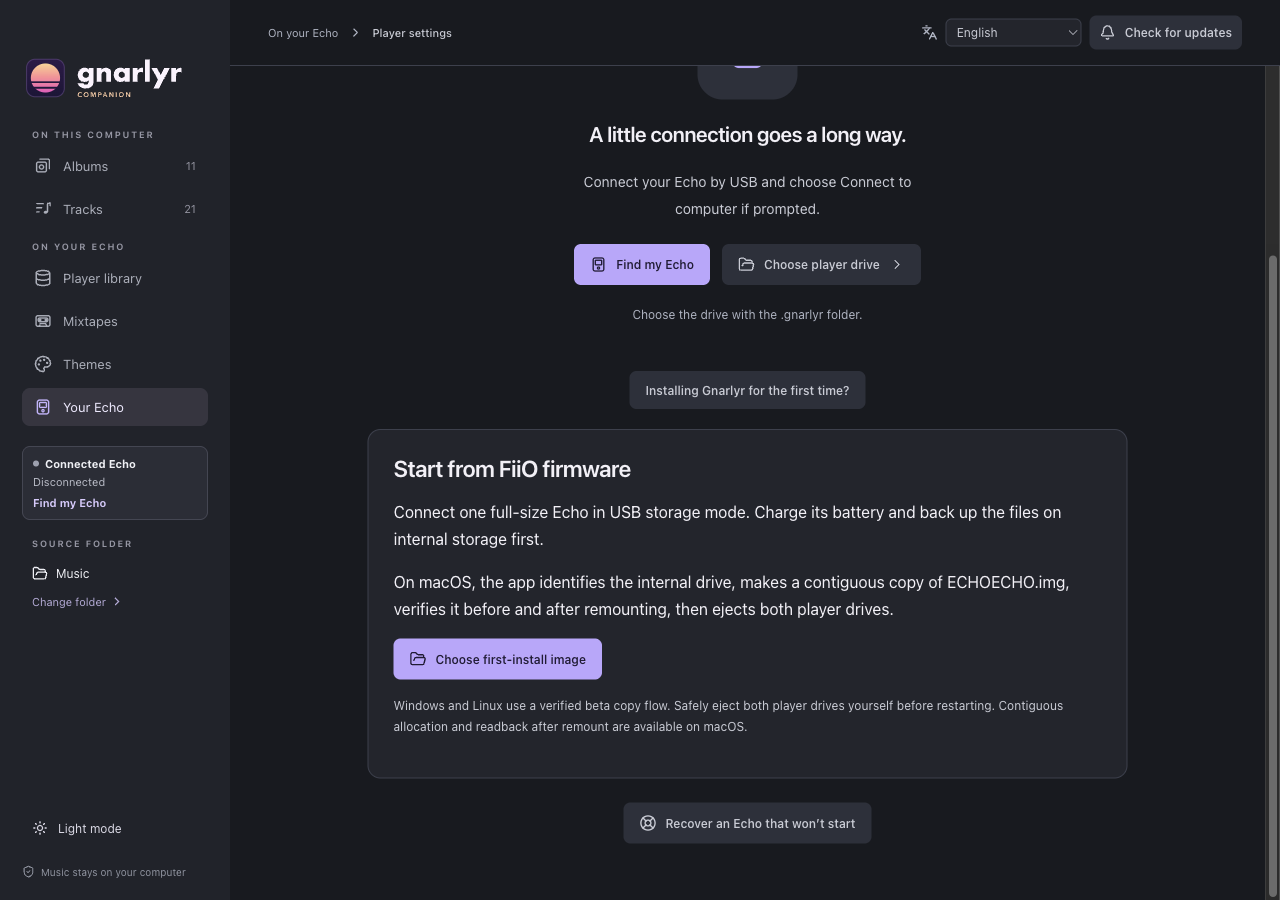 gnarlyr
COMPANION
ON THIS COMPUTER
Albums 11
Tracks 21
ON YOUR ECHO
Player library
Mixtapes
Themes
Your Echo
Connected Echo
Disconnected
Find my Echo
SOURCE FOLDER
Music
Change folder
Light mode
Music stays on your computer
On your Echo > Player settings
English
Check for updates
A little connection goes a long way.
Connect your Echo by USB and choose Connect to
computer if prompted.
Find my Echo
Choose player drive
Choose the drive with the .gnarlyr folder.
Installing Gnarlyr for the first time?
Start from FiiO firmware
Connect one full-size Echo in USB storage mode. Charge its battery and back up the files on
internal storage first.
On macOS, the app identifies the internal drive, makes a contiguous copy of ECHOECHO.img,
verifies it before and after remounting, then ejects both player drives.
Choose first-install image
Windows and Linux use a verified beta copy flow. Safely eject both player drives yourself before restarting. Contiguous
allocation and readback after remount are available on macOS.
Recover an Echo that won’t start